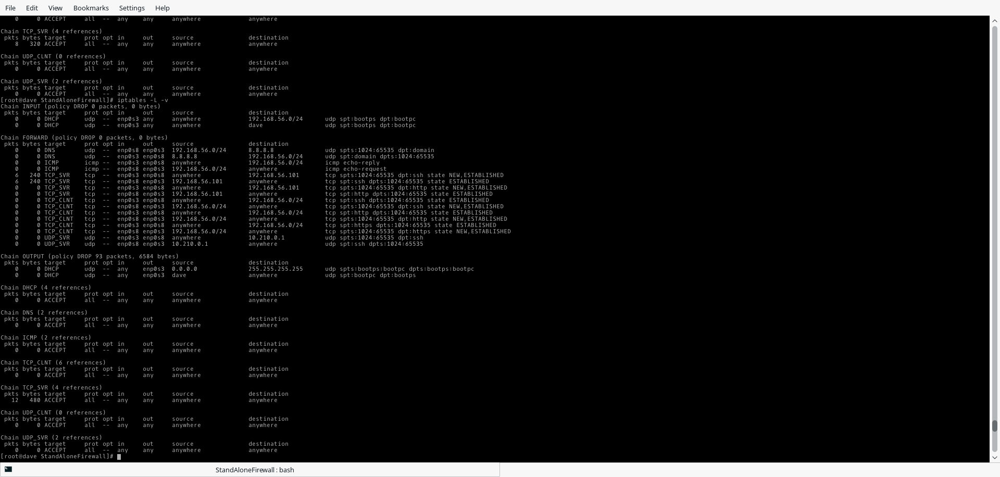 File Edit View Bookmarks Settings Help
0 0 ACCEPT all -- any any anywhere anywhere
Chain TCP_SVR (4 references)
pkts bytes target prot opt in out source destination
8 320 ACCEPT all -- any any anywhere anywhere
Chain UDP_CLNT (0 references)
pkts bytes target prot opt in out source destination
0 0 ACCEPT all -- any any anywhere anywhere
Chain UDP_SVR (2 references)
pkts bytes target prot opt in out source destination
0 0 ACCEPT all -- any any anywhere anywhere
[root@dave StandAloneFirewall]# iptables -L -v
Chain INPUT (policy DROP 0 packets, 0 bytes)
pkts bytes target prot opt in out source destination
0 0 DHCP udp -- enp0s3 any anywhere 192.168.56.0/24 udp spt:bootps dpt:bootpc
0 0 DHCP udp -- enp0s3 any anywhere dave udp spt:bootps dpt:bootpc
Chain FORWARD (policy DROP 0 packets, 0 bytes)
pkts bytes target prot opt in out source destination
0 0 DNS udp -- enp0s8 enp0s3 192.168.56.0/24 8.8.8.8 udp spts:1024:65535 dpt:domain
0 0 DNS udp -- enp0s3 enp0s8 8.8.8.8 192.168.56.0/24 udp spt:domain dpts:1024:65535
0 0 ICMP icmp -- enp0s3 enp0s8 anywhere 192.168.56.0/24 icmp echo-reply
0 0 ICMP icmp -- enp0s8 enp0s3 192.168.56.0/24 anywhere icmp echo-request
6 240 TCP_SVR tcp -- enp0s3 enp0s8 anywhere 192.168.56.101 tcp spts:1024:65535 dpt:ssh state NEW,ESTABLISHED
6 240 TCP_SVR tcp -- enp0s8 enp0s3 192.168.56.101 anywhere tcp spt:ssh dpts:1024:65535 state ESTABLISHED
0 0 TCP_SVR tcp -- enp0s3 enp0s8 anywhere 192.168.56.101 tcp spts:1024:65535 dpt:http state NEW,ESTABLISHED
0 0 TCP_SVR tcp -- enp0s8 enp0s3 192.168.56.101 anywhere tcp spt:http dpts:1024:65535 state ESTABLISHED
0 0 TCP_CLNT tcp -- enp0s3 enp0s8 anywhere 192.168.56.0/24 tcp spt:ssh dpts:1024:65535 state ESTABLISHED
0 0 TCP_CLNT tcp -- enp0s8 enp0s3 192.168.56.0/24 anywhere tcp spts:1024:65535 dpt:ssh state NEW,ESTABLISHED
0 0 TCP_CLNT tcp -- enp0s3 enp0s8 anywhere 192.168.56.0/24 tcp spt:http dpts:1024:65535 state ESTABLISHED
0 0 TCP_CLNT tcp -- enp0s8 enp0s3 192.168.56.0/24 anywhere tcp spts:1024:65535 dpt:http state NEW,ESTABLISHED
0 0 TCP_CLNT tcp -- enp0s3 enp0s8 anywhere 192.168.56.0/24 tcp spt:https dpts:1024:65535 state ESTABLISHED
0 0 TCP_CLNT tcp -- enp0s8 enp0s3 192.168.56.0/24 anywhere tcp spts:1024:65535 dpt:https state NEW,ESTABLISHED
0 0 UDP_SVR udp -- enp0s3 enp0s8 anywhere 10.210.0.1 udp spts:1024:65535 dpt:ssh
0 0 UDP_SVR udp -- enp0s8 enp0s3 10.210.0.1 anywhere udp spt:ssh dpts:1024:65535
Chain OUTPUT (policy DROP 93 packets, 6584 bytes)
pkts bytes target prot opt in out source destination
0 0 DHCP udp -- any enp0s3 0.0.0.0 255.255.255.255 udp spts:bootps:bootpc dpts:bootps:bootpc
0 0 DHCP udp -- any enp0s3 dave anywhere udp spt:bootpc dpt:bootps
Chain DHCP (4 references)
pkts bytes target prot opt in out source destination
0 0 ACCEPT all -- any any anywhere anywhere
Chain DNS (2 references)
pkts bytes target prot opt in out source destination
0 0 ACCEPT all -- any any anywhere anywhere
Chain ICMP (2 references)
pkts bytes target prot opt in out source destination
0 0 ACCEPT all -- any any anywhere anywhere
Chain TCP_CLNT (6 references)
pkts bytes target prot opt in out source destination
0 0 ACCEPT all -- any any anywhere anywhere
Chain TCP_SVR (4 references)
pkts bytes target prot opt in out source destination
12 480 ACCEPT all -- any any anywhere anywhere
Chain UDP_CLNT (0 references)
pkts bytes target prot opt in out source destination
0 0 ACCEPT all -- any any anywhere anywhere
Chain UDP_SVR (2 references)
pkts bytes target prot opt in out source destination
0 0 ACCEPT all -- any any anywhere anywhere
[root@dave StandAloneFirewall]#
StandAloneFirewall : bash